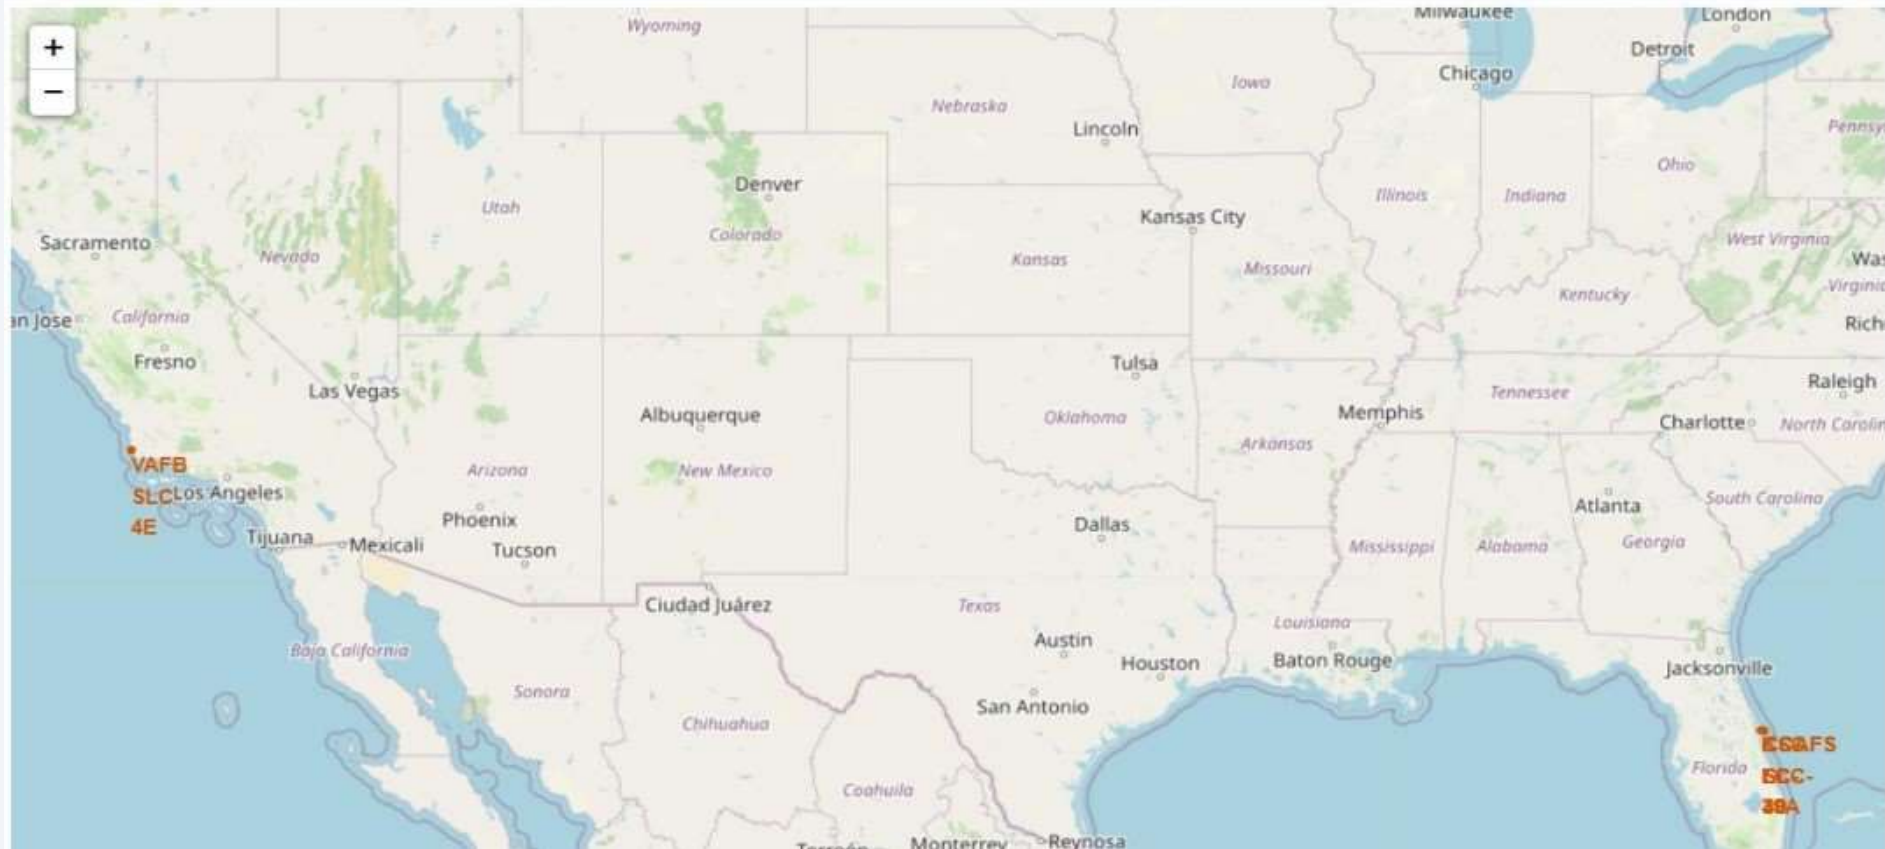 Wyoming
Milwaukee
London
+
Detroit
Chicago
−
Iowa
Nebraska
Lincoln
Pennsy
Ohio
Denver
Utah
Illinois
Indiana
Kansas City
Colorado
Sacramento
West Virginia
Nevada
Kansas
Missouri
Was
Virginia
Kentucky
California
an Jose
Rich
Fresno
Tulsa
Las Vegas
Raleigh
Tennessee
Albuquerque
Oklahoma
Memphis
Charlotte
North Carolin
Arkansas
VAFB
Arizona
New Mexico
SLC
Los Angeles
South Carolina
Atlanta
4E
Phoenix
Dallas
Tijuana
Mexicali
Tucson
Mississippi
Alabama
Georgia
Ciudad Juárez
Texas
Louisiana
Austin
Baja California
Houston
Baton Rouge
Jacksonville
Sonora
San Antonio
Chihuahua
Florida
Coahuila
Monterrey
Reynosa